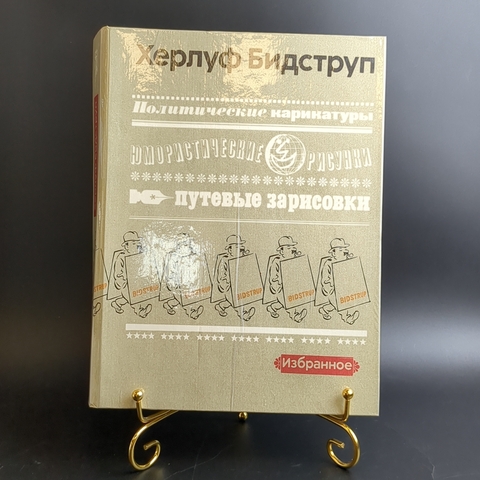 Херлуф Бидструп
Политические карикатуры
ЮМОРИСТИЧЕСКИЕ РИСУНКИ
путевые зарисовки
BIDSTRUP BIDSTRUP BIDSTRUP BIDSTRUP BIDSTRUP
Избранное